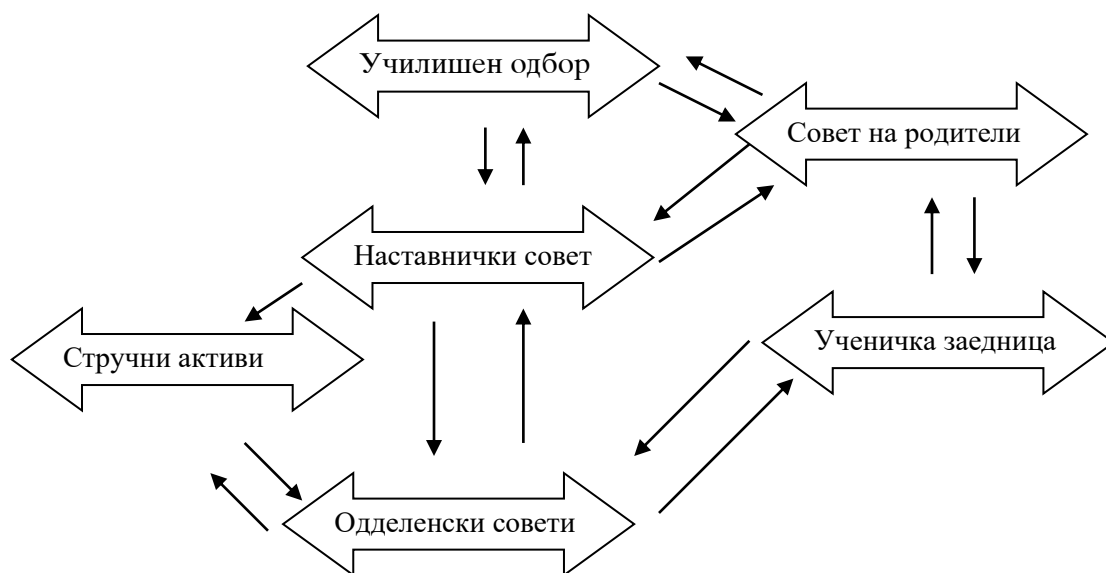 Училишен одбор
Совет на родители
Наставнички совет
Стручни активи
Ученичка заедница
Одделенски совети